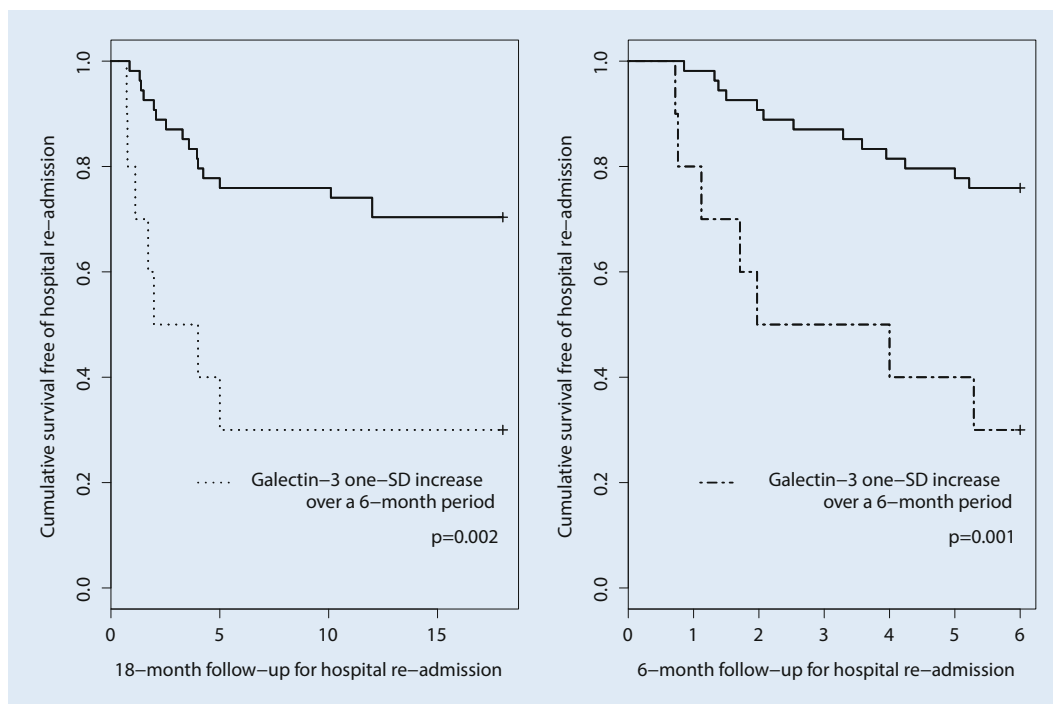 Cumulative survival free of hospital re−admission
1.0
0.8
0.6
0.4
0.2
0.0
Galectin−3 one−SD increase
over a 6−month period
p=0.002
0 5 10 15
18−month follow−up for hospital re−admission
Cumulative survival free of hospital re−admission
1.0
0.8
0.6
0.4
0.2
0.0
Galectin−3 one−SD increase
over a 6−month period
p=0.001
0 1 2 3 4 5 6
6−month follow−up for hospital re−admission